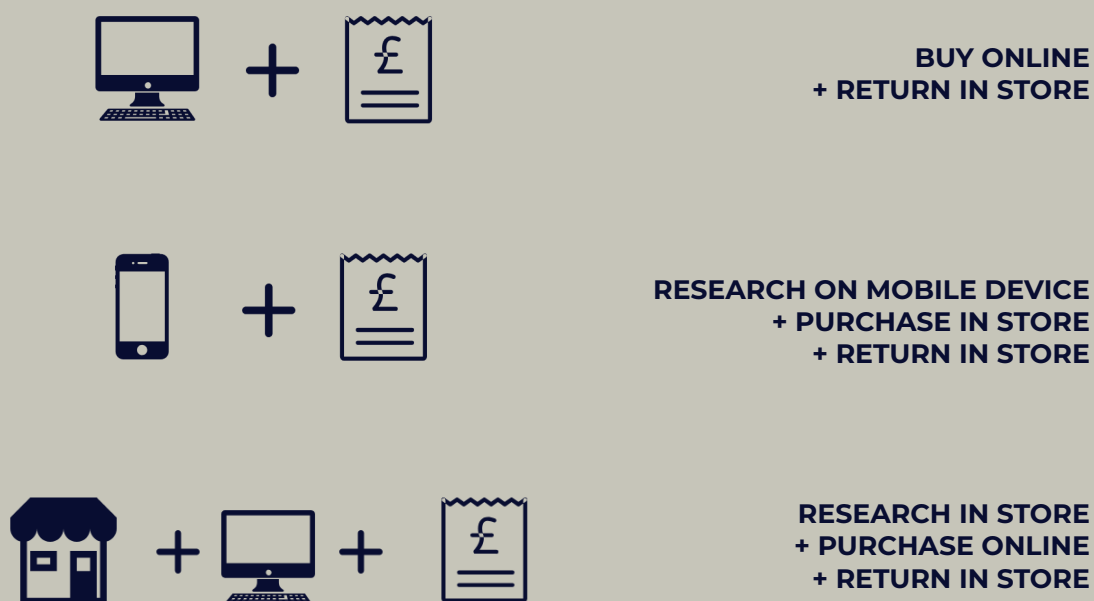 £
BUY ONLINE
+ RETURN IN STORE
£
RESEARCH ON MOBILE DEVICE
+ PURCHASE IN STORE
+ RETURN IN STORE
£
RESEARCH IN STORE
+ PURCHASE ONLINE
+ RETURN IN STORE